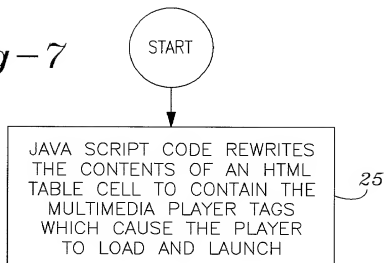 g-7
START
JAVA SCRIPT CODE REWRITES
THE CONTENTS OF AN HTML
TABLE CELL TO CONTAIN THE
MULTIMEDIA PLAYER TAGS
WHICH CAUSE THE PLAYER
TO LOAD AND LAUNCH
25